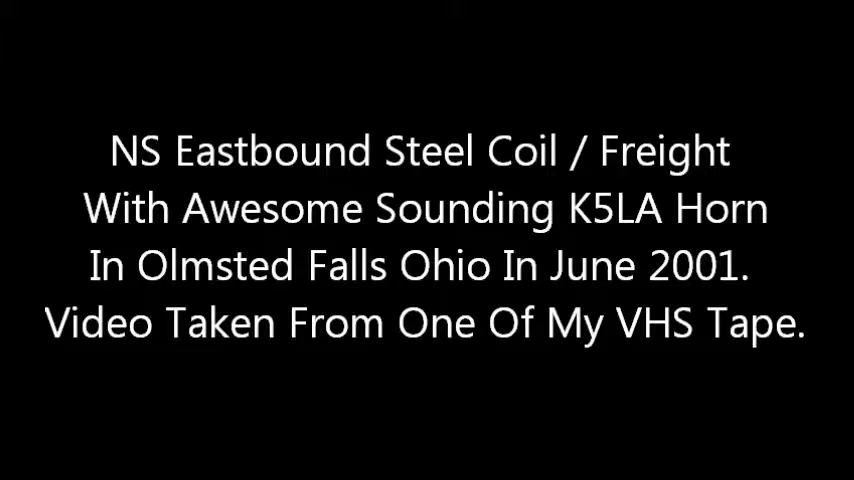 NS Eastbound Steel Coil / Freight
With Awesome Sounding K5LA Horn
In Olmsted Falls Ohio In June 2001.
Video Taken From One Of My VHS Tape.